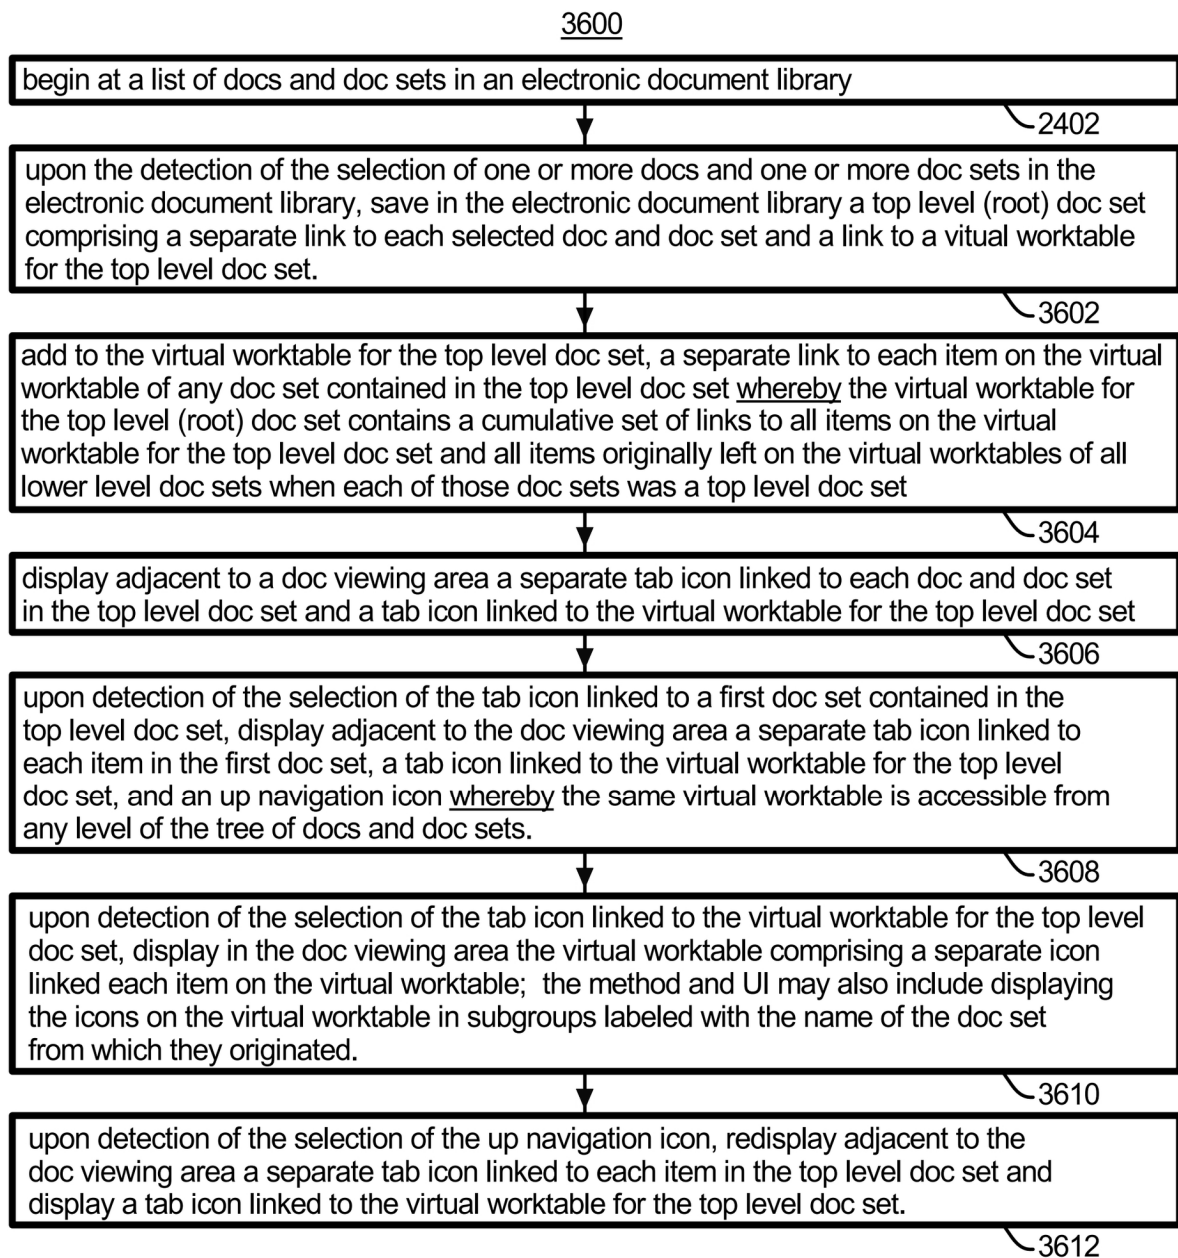 3600
begin at a list of docs and doc sets in an electronic document library
2402
upon the detection of the selection of one or more docs and one or more doc sets in the
electronic document library, save in the electronic document library a top level (root) doc set
comprising a separate link to each selected doc and doc set and a link to a vitual worktable
for the top level doc set.
3602
add to the virtual worktable for the top level doc set, a separate link to each item on the virtual
worktable of any doc set contained in the top level doc set whereby the virtual worktable for
the top level (root) doc set contains a cumulative set of links to all items on the virtual
worktable for the top level doc set and all items originally left on the virtual worktables of all
lower level doc sets when each of those doc sets was a top level doc set
3604
display adjacent to a doc viewing area a separate tab icon linked to each doc and doc set
in the top level doc set and a tab icon linked to the virtual worktable for the top level doc set
3606
upon detection of the selection of the tab icon linked to a first doc set contained in the
top level doc set, display adjacent to the doc viewing area a separate tab icon linked to
each item in the first doc set, a tab icon linked to the virtual worktable for the top level
doc set, and an up navigation icon whereby the same virtual worktable is accessible from
any level of the tree of docs and doc sets.
3608
upon detection of the selection of the tab icon linked to the virtual worktable for the top level
doc set, display in the doc viewing area the virtual worktable comprising a separate icon
linked each item on the virtual worktable;  the method and UI may also include displaying
the icons on the virtual worktable in subgroups labeled with the name of the doc set
from which they originated.
3610
upon detection of the selection of the up navigation icon, redisplay adjacent to the
doc viewing area a separate tab icon linked to each item in the top level doc set and
display a tab icon linked to the virtual worktable for the top level doc set.
3612